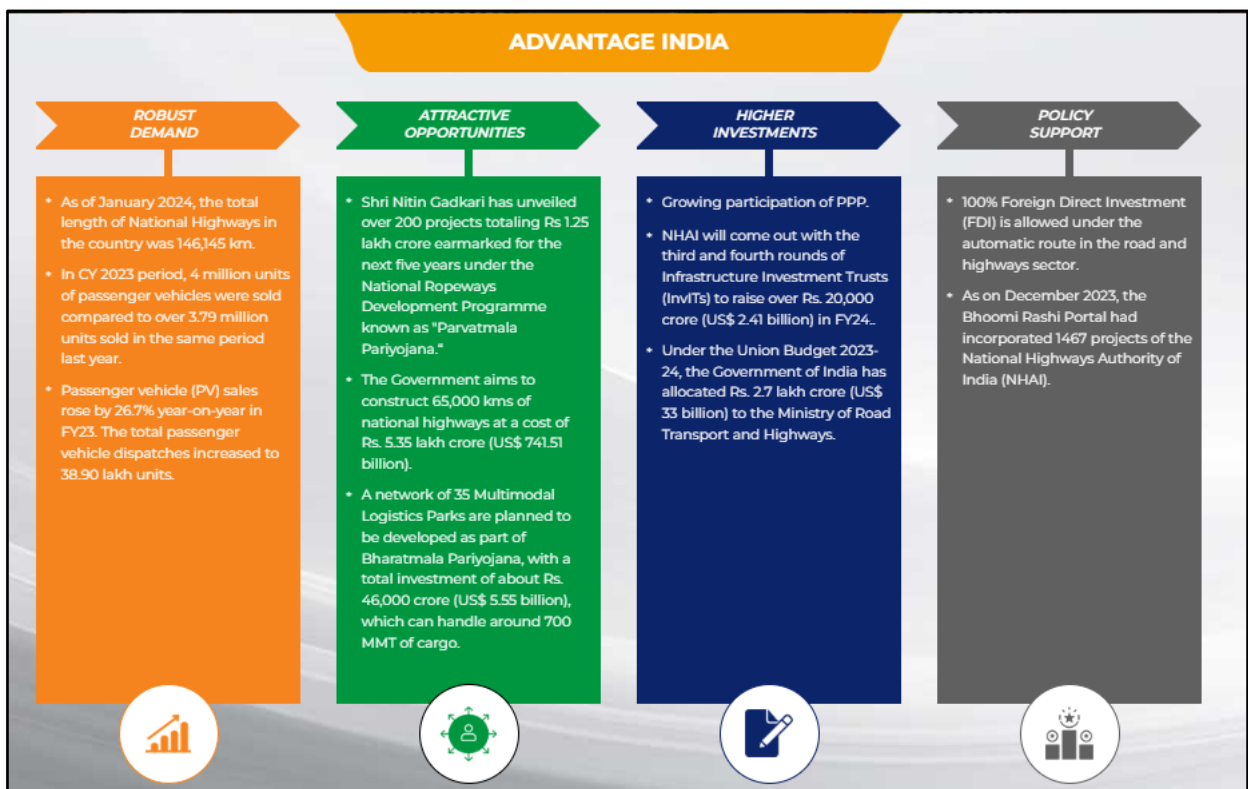 ADVANTAGE INDIA
ROBUST
DEMAND
* As of January 2024, the total
length of National Highways in
the country was 146,145 km.
* In CY 2023 period, 4 million units
of passenger vehicles were sold
compared to over 3.79 million
units sold in the same period
last year.
* Passenger vehicle (PV) sales
rose by 26.7% year-on-year in
FY23. The total passenger
vehicle dispatches increased to
38.90 lakh units.
ATTRACTIVE
OPPORTUNITIES
* Shri Nitin Gadkari has unveiled
over 200 projects totaling Rs 1.25
lakh crore earmarked for the
next five years under the
National Ropeways
Development Programme
known as "Parvatmala
Pariyojana."
* The Government aims to
construct 65,000 kms of
national highways at a cost of
Rs. 5.35 lakh crore (US$ 741.51
billion).
* A network of 35 Multimodal
Logistics Parks are planned to
be developed as part of
Bharatmala Pariyojana, with a
total investment of about Rs.
46,000 crore (US$ 5.55 billion),
which can handle around 700
MMT of cargo.
HIGHER
INVESTMENTS
* Growing participation of PPP.
* NHAI will come out with the
third and fourth rounds of
Infrastructure Investment Trusts
(InvITs) to raise over Rs. 20,000
crore (US$ 2.41 billion) in FY24..
* Under the Union Budget 2023-
24, the Government of India has
allocated Rs. 2.7 lakh crore (US$
33 billion) to the Ministry of Road
Transport and Highways.
POLICY
SUPPORT
* 100% Foreign Direct Investment
(FDI) is allowed under the
automatic route in the road and
highways sector.
* As on December 2023, the
Bhoomi Rashi Portal had
incorporated 1467 projects of the
National Highways Authority of
India (NHAI).